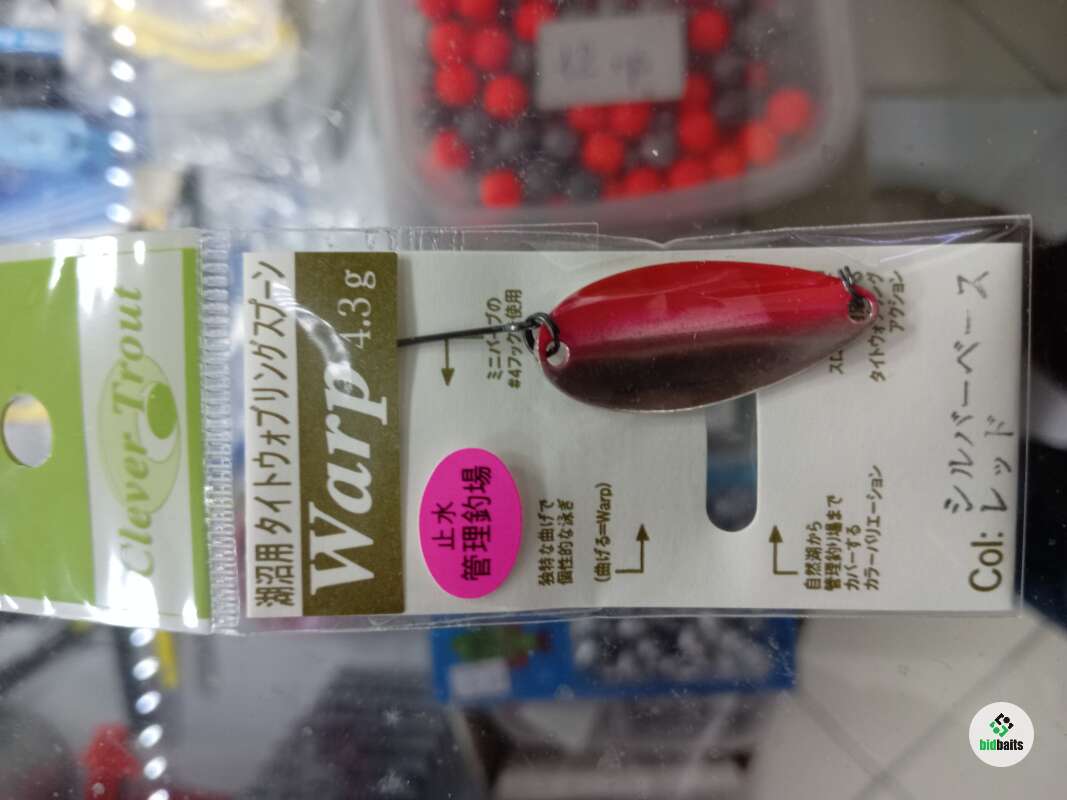 Clever Trout
湖沼用 タイトウォブリングスプーン
Warp 4.3g
ミニバーブの
#4フック 使用
タイトウォ グ
アクション
止水
管理釣場
独特な曲げで
個性的な泳ぎ
(曲げる=Warp)
自然湖から
管理釣り場まで
カバーする
カラーバリエーション
シルバーベース
Col: レッド
bidbaits